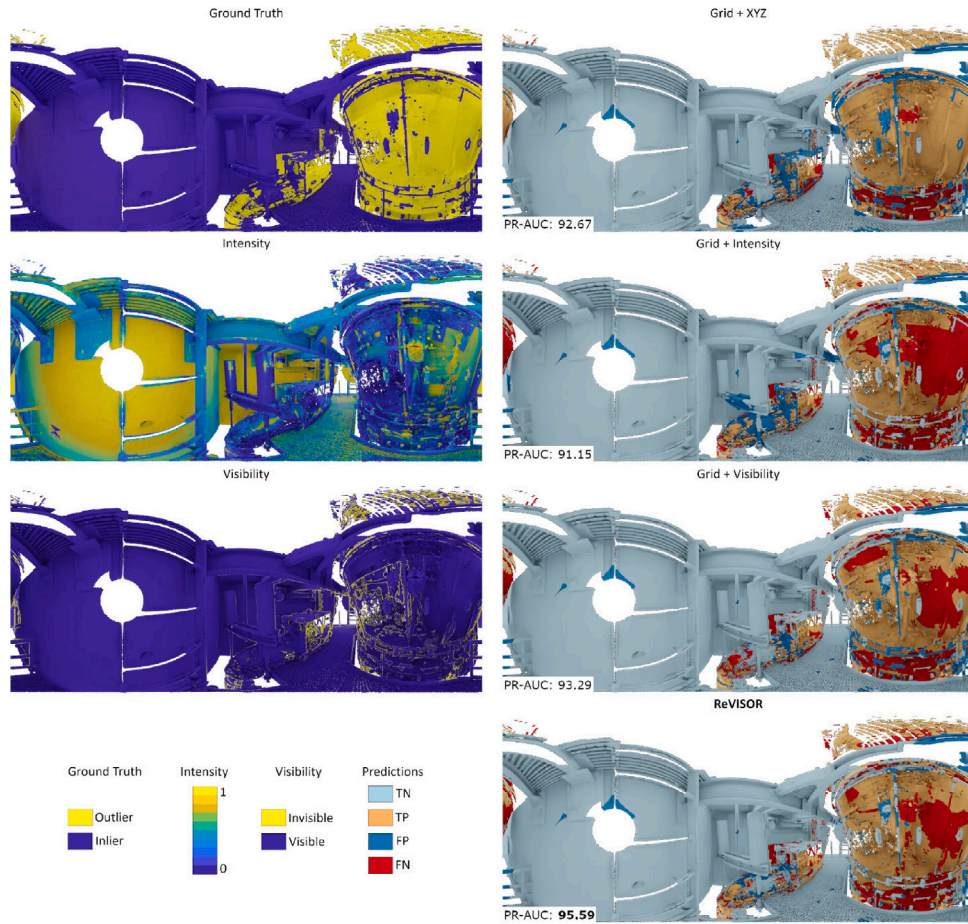 Ground Truth
Grid + XYZ
PR-AUC: 92.67
Intensity
Grid + Intensity
PR-AUC: 91.15
Visibility
Grid + Visibility
PR-AUC: 93.29
ReVISOR
PR-AUC: 95.59
Ground Truth
Outlier
Inlier
Intensity
1
0
Visibility
Invisible
Visible
Predictions
TN
TP
FP
FN